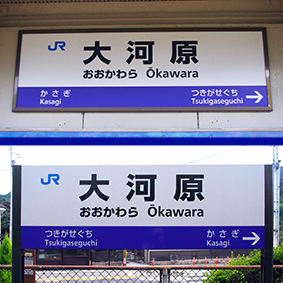 JR
大河原
おおかわら Ōkawara
かさぎ つきがせぐち
Kasagi Tsukigaseguchi
JR
大河原
おおかわら Ōkawara
つきがせぐち かさぎ
Tsukigaseguchi Kasagi